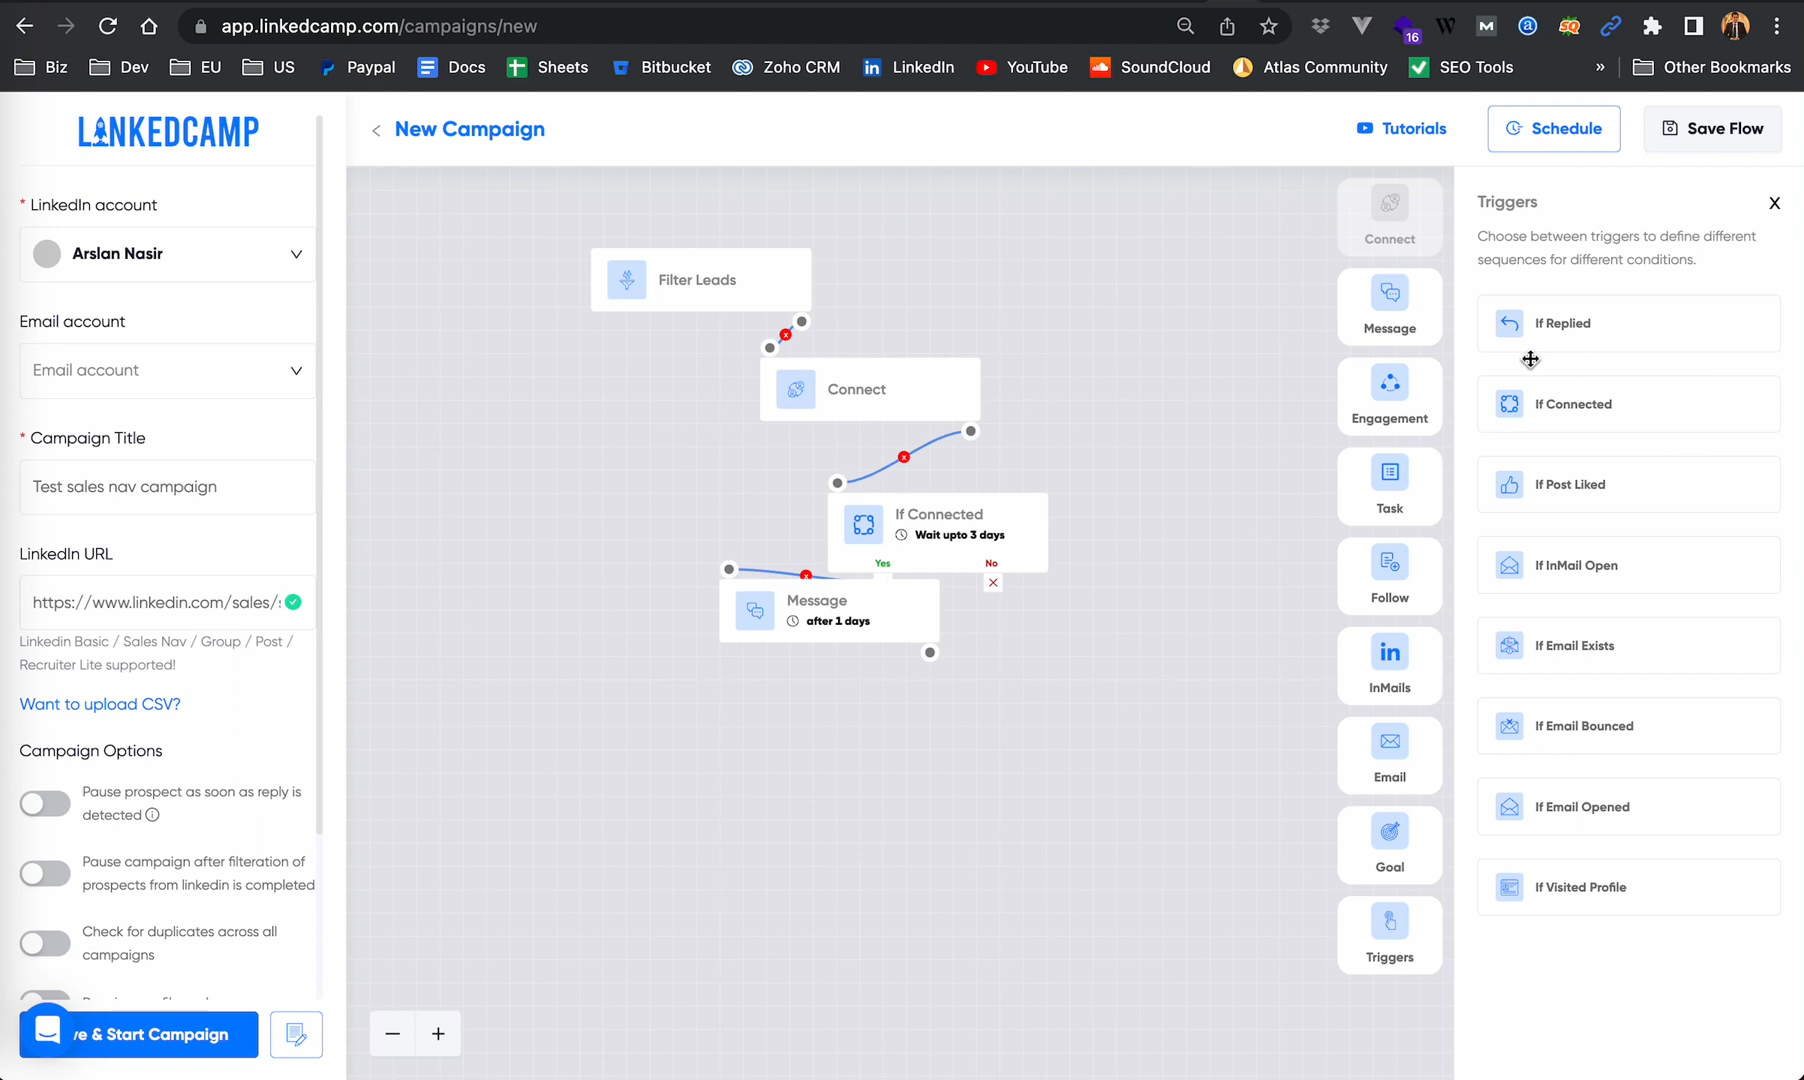 app.linkedcamp.com/campaigns/new
16
Biz
Dev
EU
US
Paypal
Docs
Sheets
Bitbucket
Zoho CRM
LinkedIn
YouTube
SoundCloud
Atlas Community
SEO Tools
»
Other Bookmarks
LINKEDCAMP
* LinkedIn account
Arslan Nasir
Email account
Email account
* Campaign Title
Test sales nav campaign
LinkedIn URL
https://www.linkedin.com/sales/
Linkedin Basic / Sales Nav / Group / Post /
Recruiter Lite supported!
Want to upload CSV?
Campaign Options
Pause prospect as soon as reply is
detected
Pause campaign after filteration of
prospects from linkedin is completed
Check for duplicates across all
campaigns
ve & Start Campaign
< New Campaign
Tutorials
Schedule
Save Flow
Filter Leads
x
Connect
x
If Connected
Wait upto 3 days
Yes
No
x
Message
after 1 days
Connect
Message
Engagement
Task
Follow
in
InMails
Email
Goal
Triggers
Triggers
X
Choose between triggers to define different
sequences for different conditions.
If Replied
If Connected
If Post Liked
If InMail Open
If Email Exists
If Email Bounced
If Email Opened
If Visited Profile